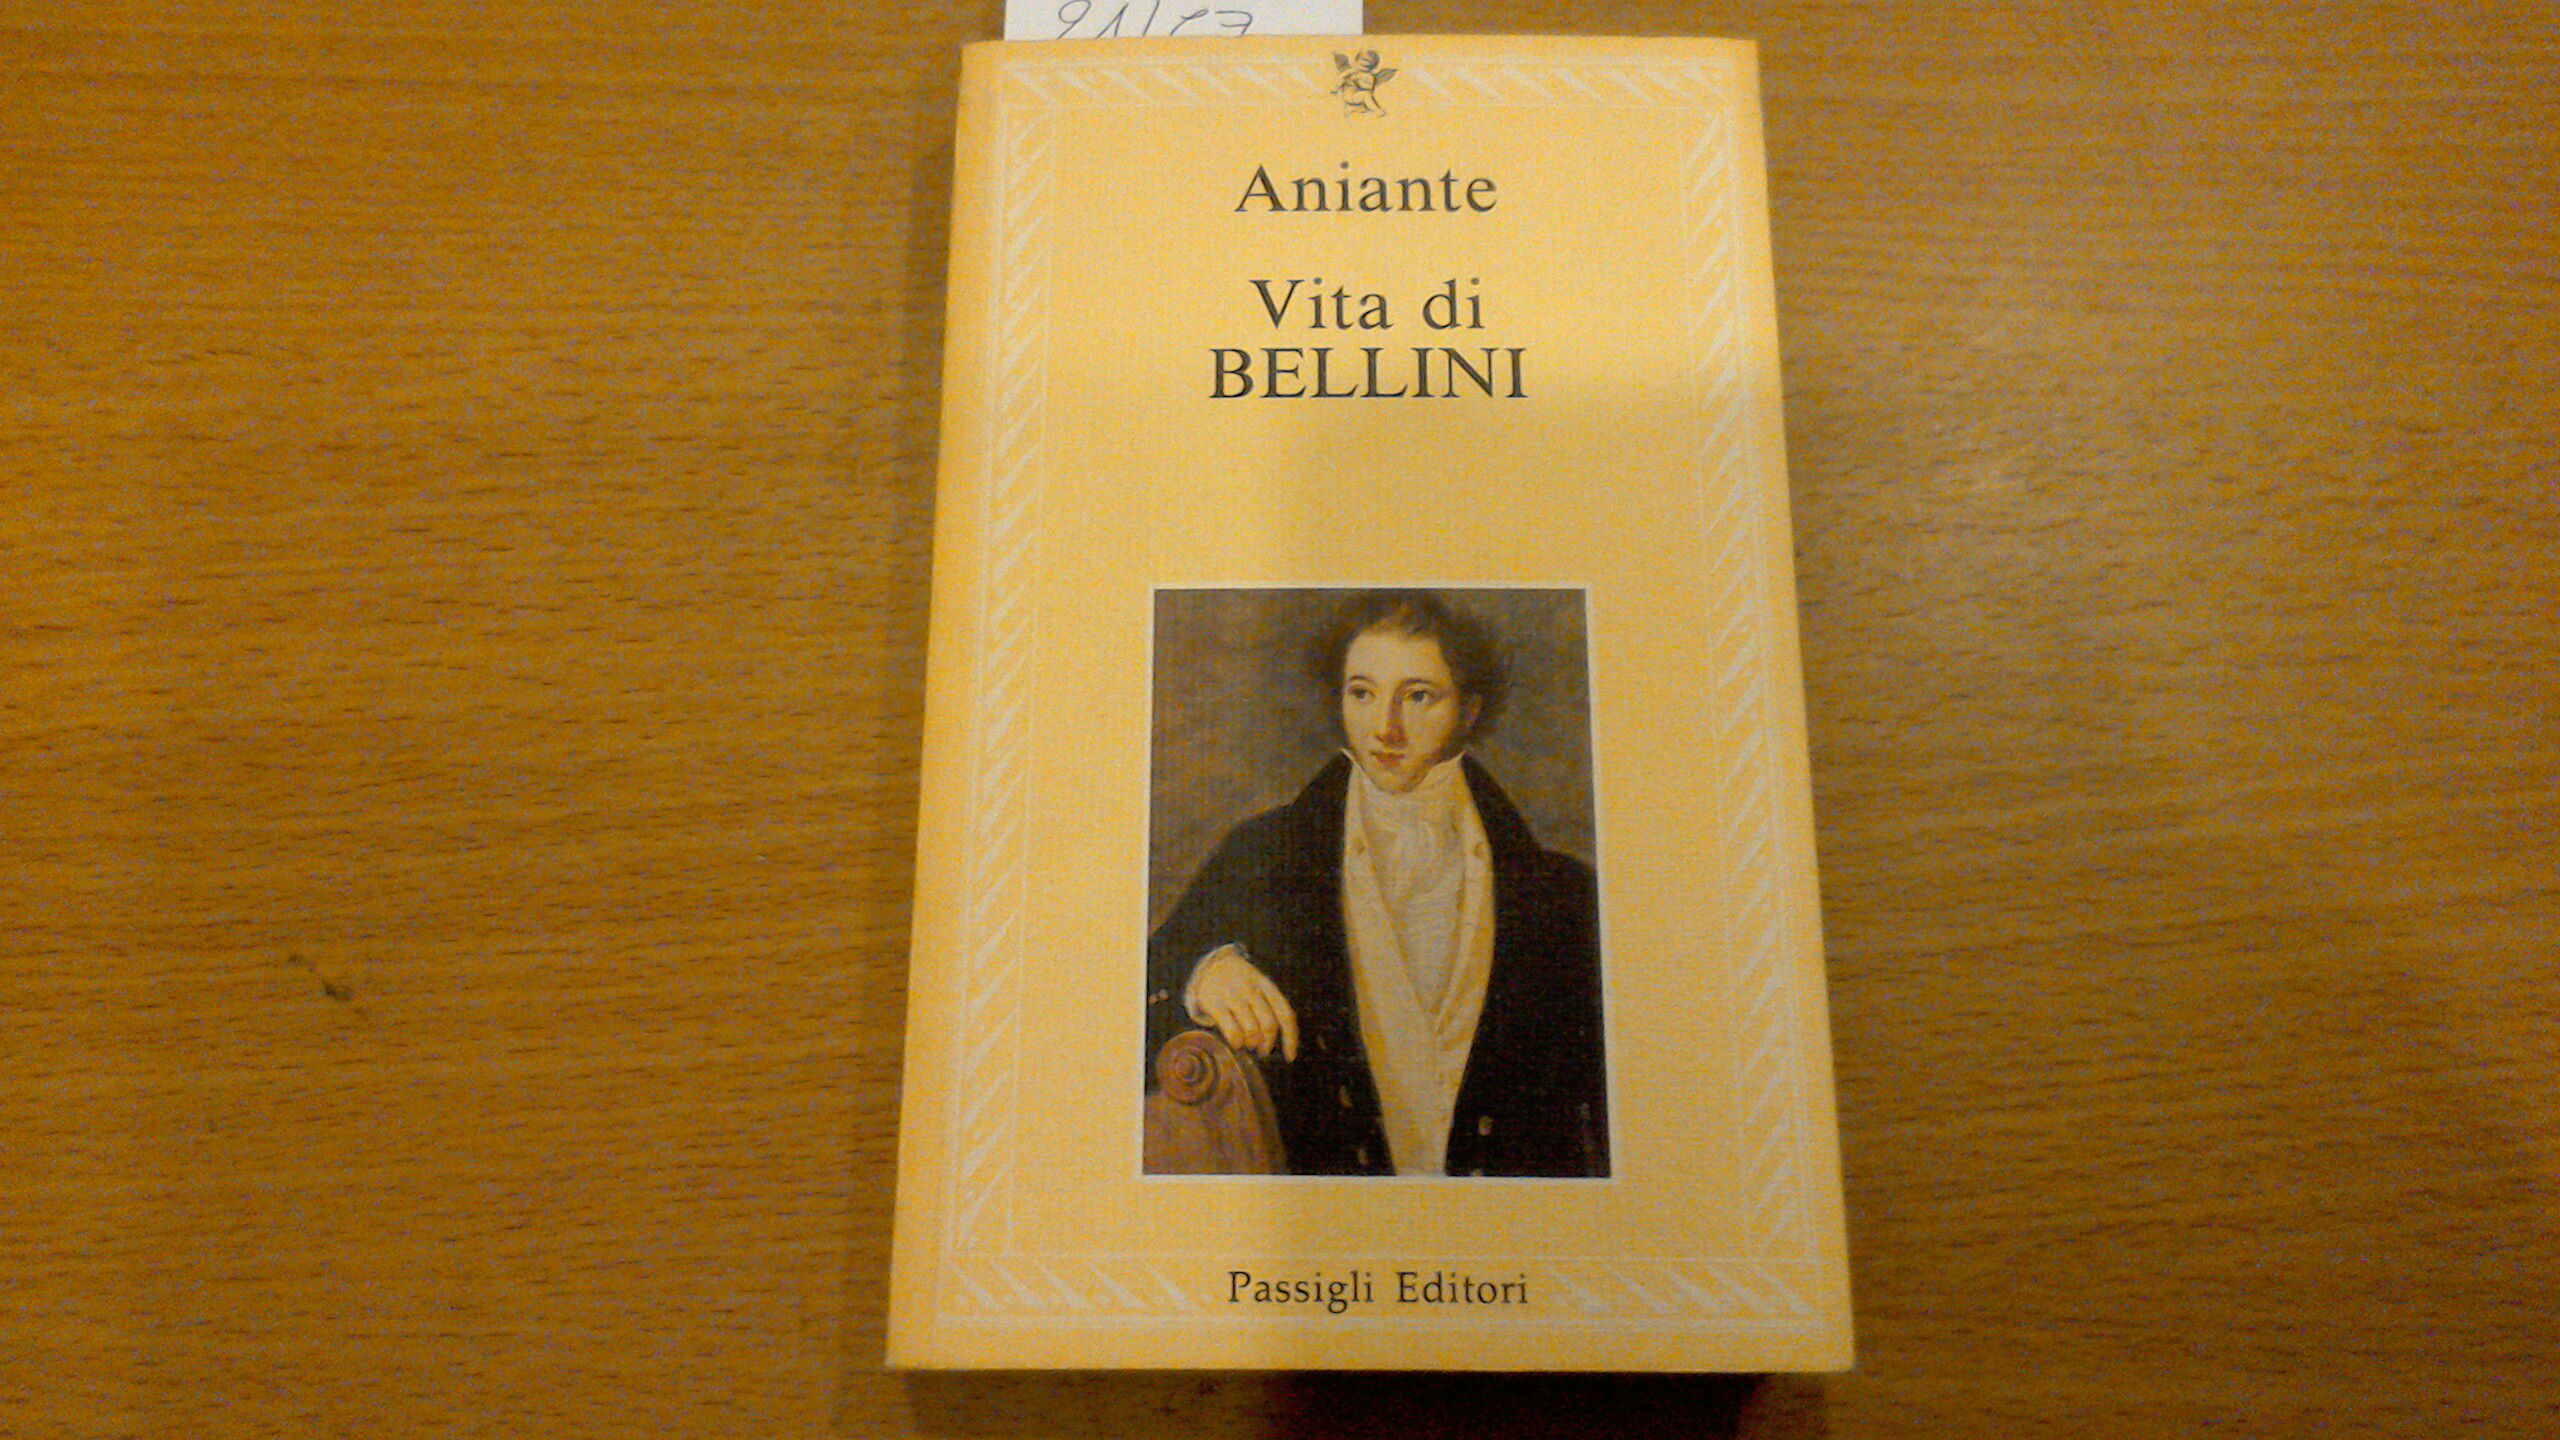 Aniante
Vita di
BELLINI
Passigli Editori